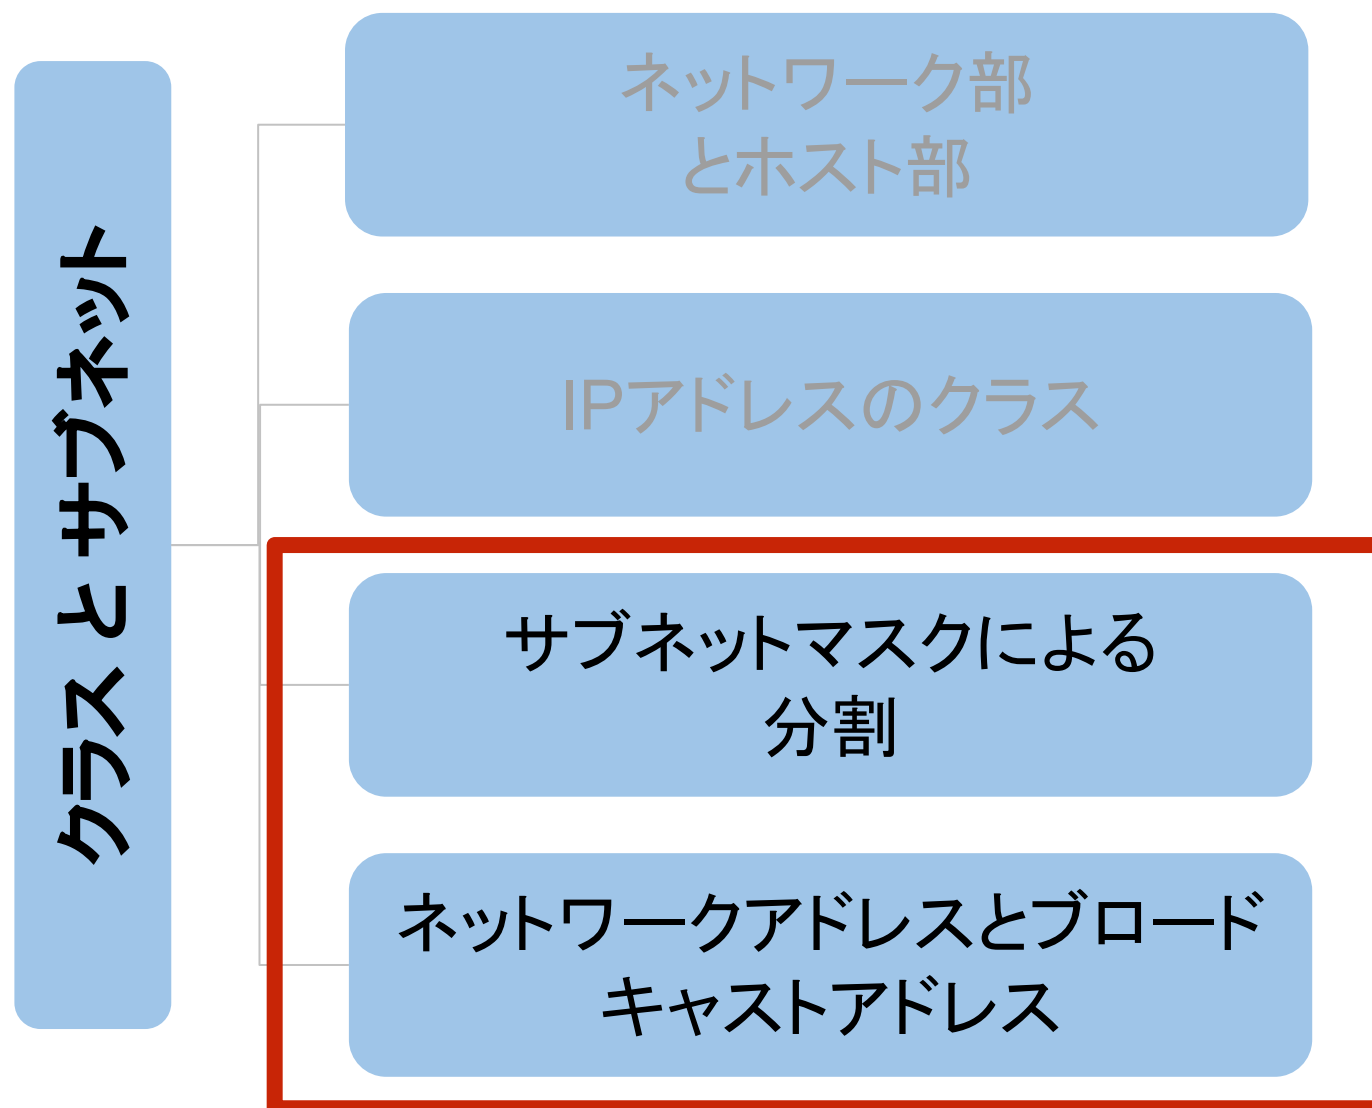 クラス と サブネット
ネットワーク部
とホスト部
IPアドレスのクラス
サブネットマスクによる
分割
ネットワークアドレスとブロード
キャストアドレス